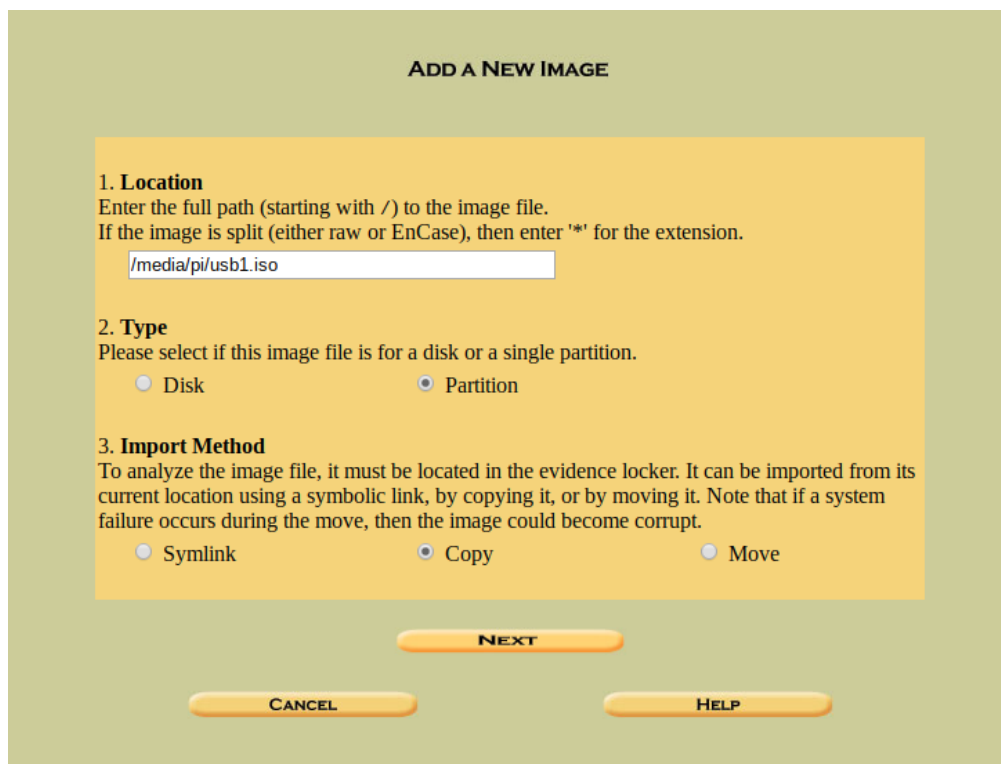 ADD A NEW IMAGE
1. Location
Enter the full path (starting with /) to the image file.
If the image is split (either raw or EnCase), then enter '*' for the extension.
/media/pi/usb1.iso
2. Type
Please select if this image file is for a disk or a single partition.
Disk Partition
3. Import Method
To analyze the image file, it must be located in the evidence locker. It can be imported from its
current location using a symbolic link, by copying it, or by moving it. Note that if a system
failure occurs during the move, then the image could become corrupt.
Symlink Copy Move
NEXT
CANCEL HELP